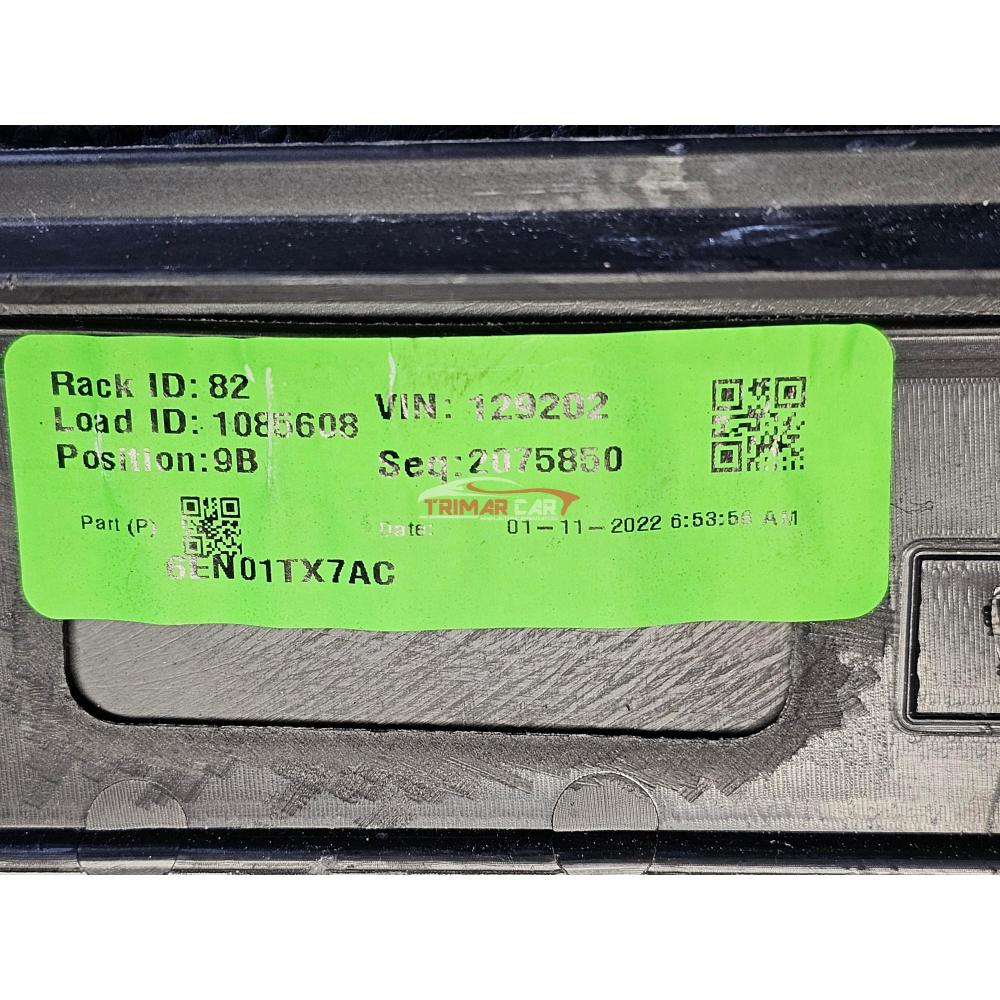 Rack ID: 82
Load ID: 1085608
Position:9B
VIN: 129202
Seq:2075850
Part (P)
6EN01TX7AC
Date: 01-11-2022 6:53:56 AM
TRIMAR CAR